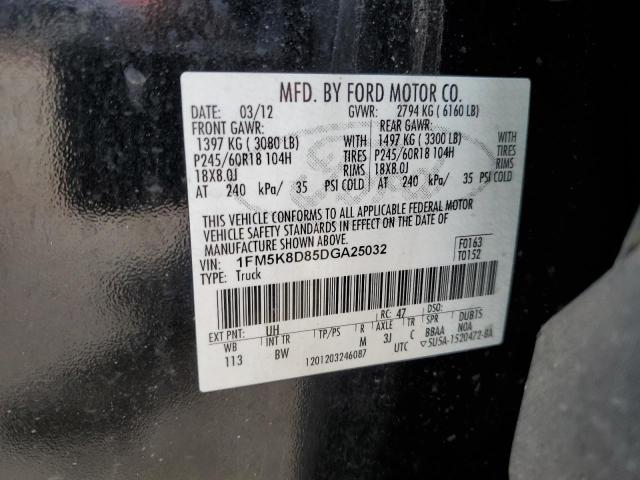 MFD. BY FORD MOTOR CO.
DATE: 03/12 GVWR: 2794 KG ( 6160 LB)
FRONT GAWR: REAR GAWR:
1397 KG ( 3080 LB) WITH 1497 KG ( 3300 LB) WITH
P245/60R18 104H TIRES P245/60R18 104H TIRES
18X8.0J RIMS 18X8.0J RIMS
AT 240 kPa/ 35 PSI COLD AT 240 kPa/ 35 PSI COLD
THIS VEHICLE CONFORMS TO ALL APPLICABLE FEDERAL MOTOR
VEHICLE SAFETY STANDARDS IN EFFECT ON THE DATE OF
MANUFACTURE SHOWN ABOVE.
VIN: 1FM5K8D85DGA25032 F0163
TYPE: Truck T0152
EXT PNT: UH RC: 47 DSO:
WB INT TR TP/PS R AXLE TR SPR DUBTS
113 BW M 3J C BBAA NOA
1201203246087 UTC 5U5A-1520472-BA